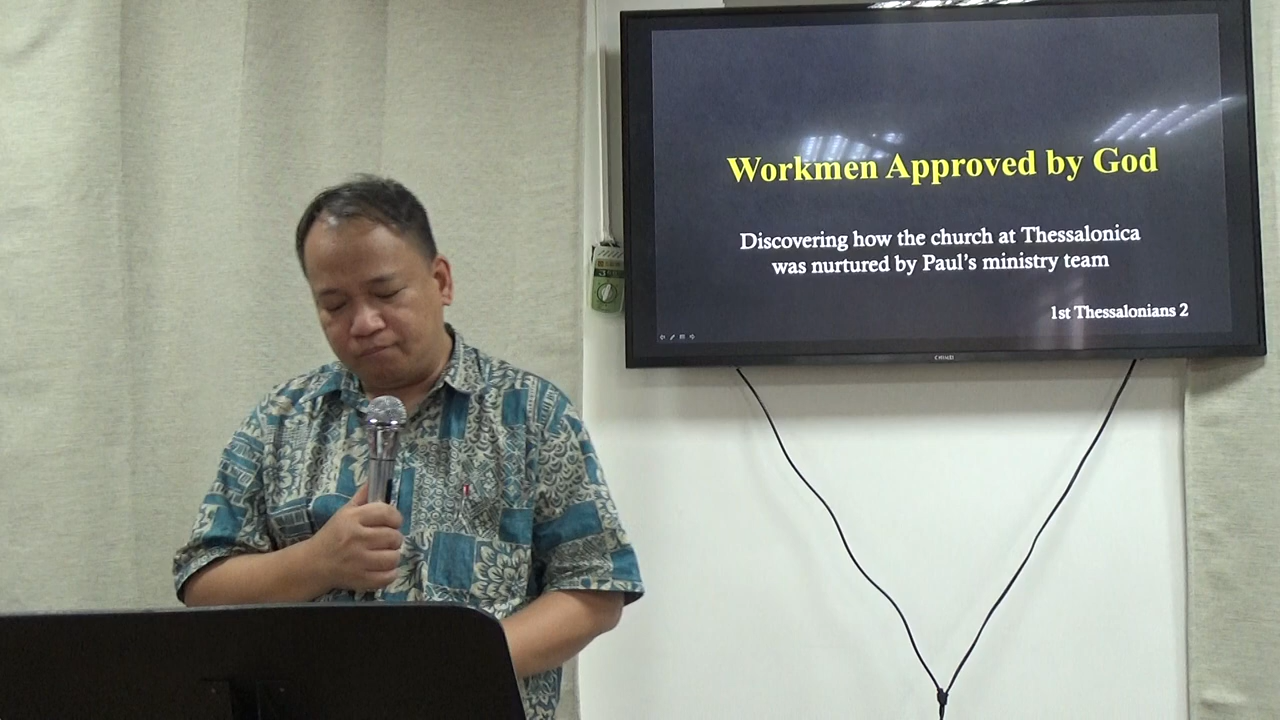 Workmen Approved by God
Discovering how the church at Thessalonica
was nurtured by Paul's ministry team
1st Thessalonians 2
CHIMEI